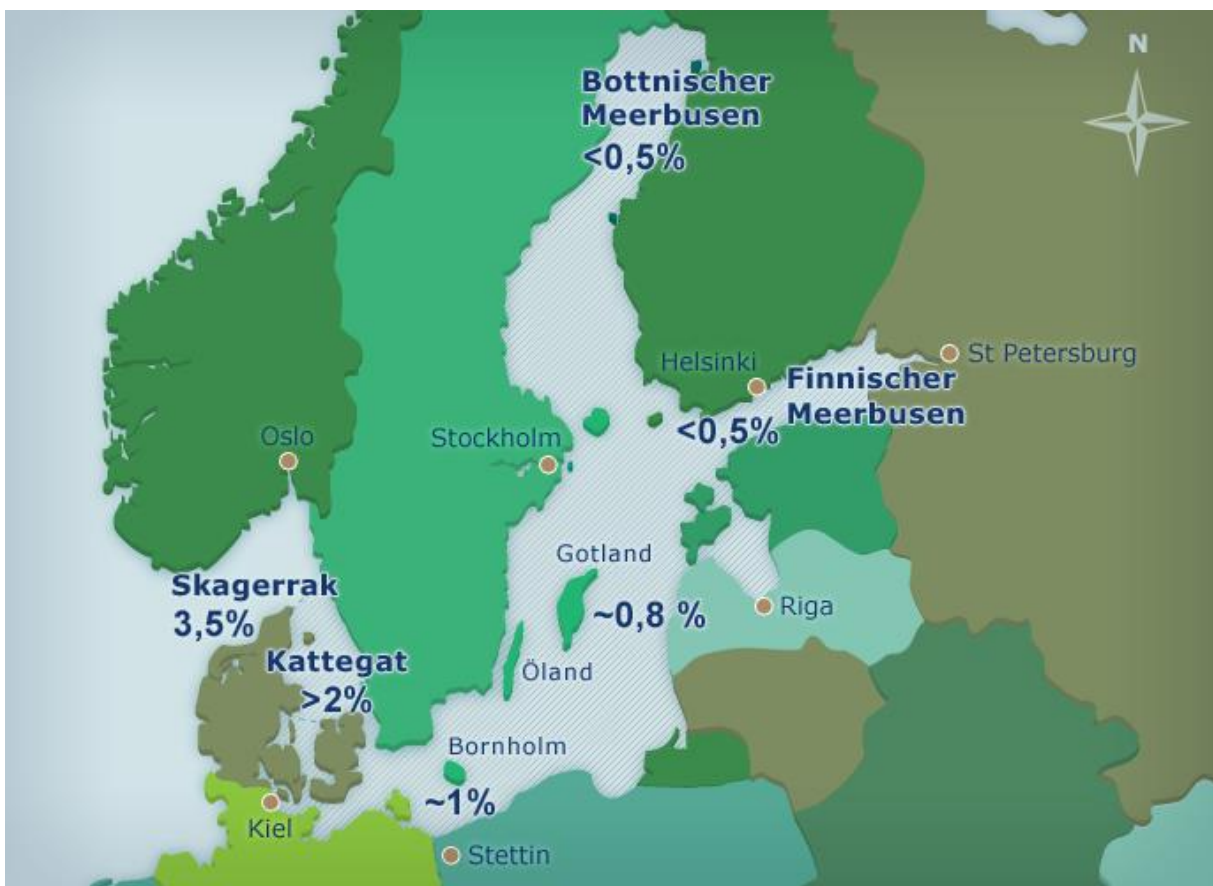 N
Bottnischer
Meerbusen
<0,5%
St Petersburg
Helsinki
Finnischer
Meerbusen
<0,5%
Oslo
Stockholm
Gotland
~0,8 %
Skagerrak
3,5%
Riga
Kattegat
>2%
Öland
Bornholm
~1%
Kiel
Stettin